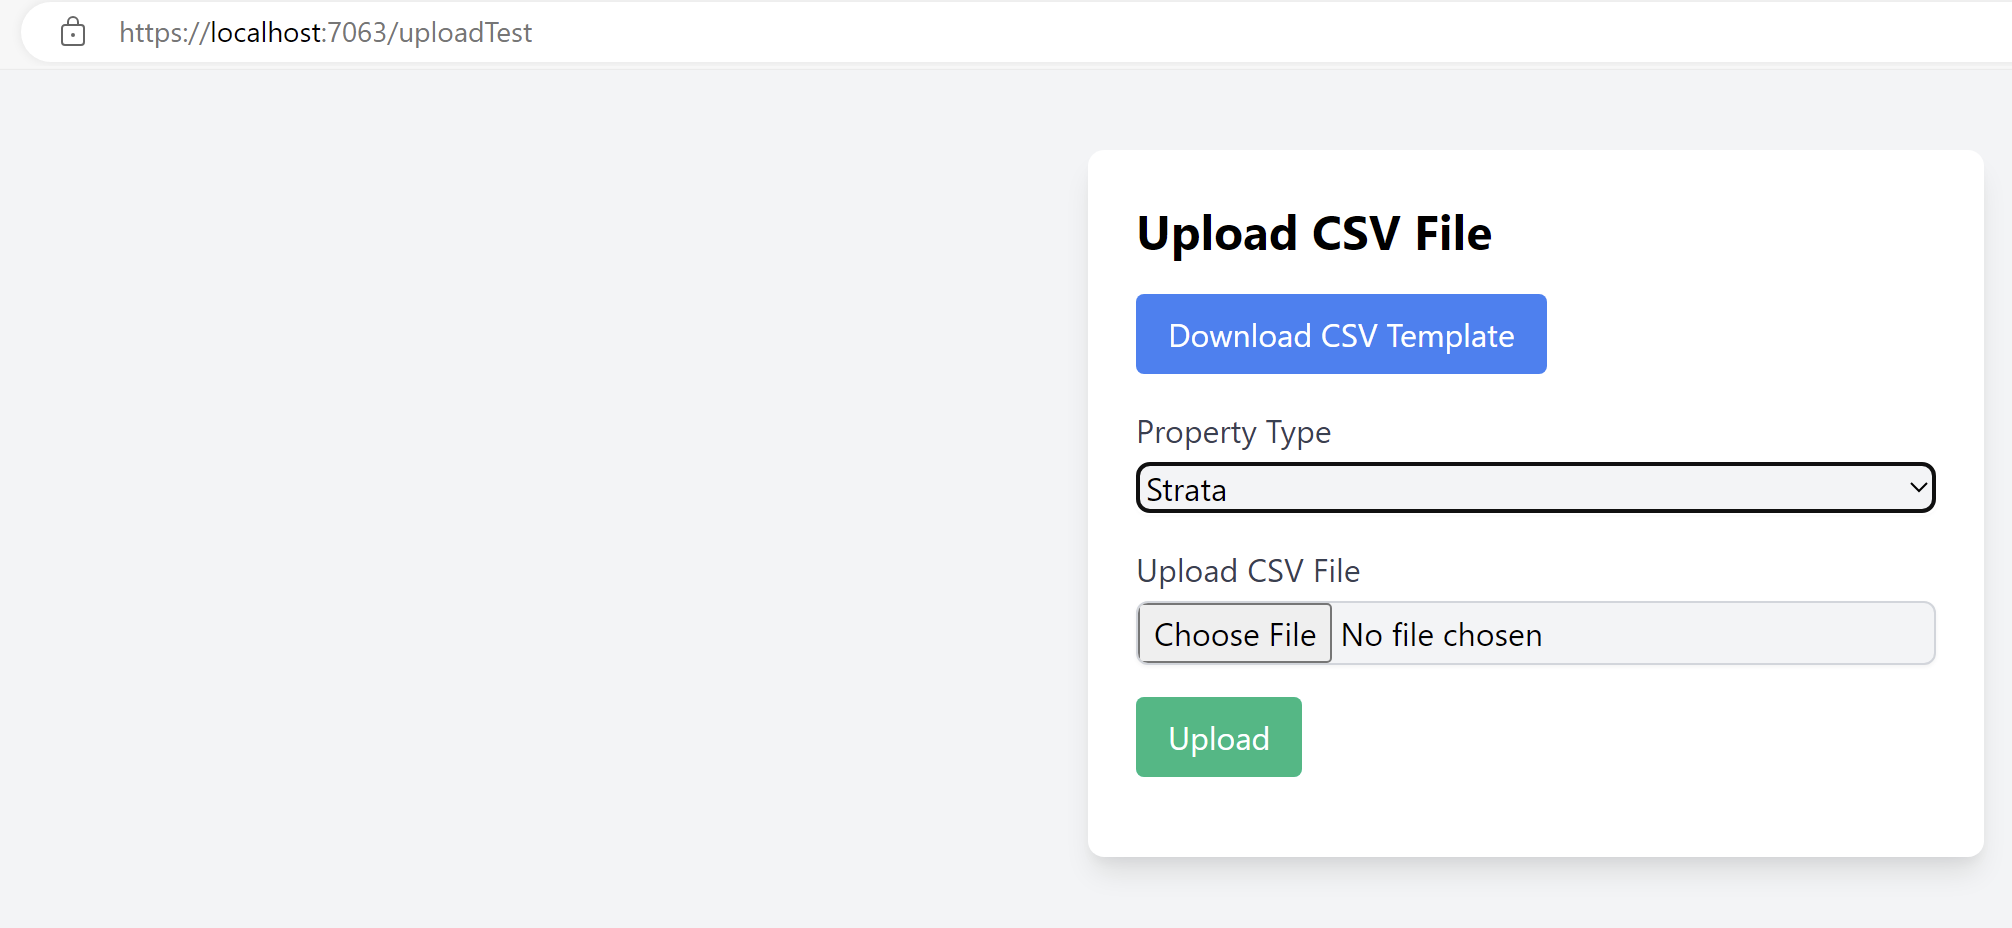 https://localhost:7063/uploadTest
Upload CSV File
Download CSV Template
Property Type
Strata
Upload CSV File
Choose File No file chosen
Upload